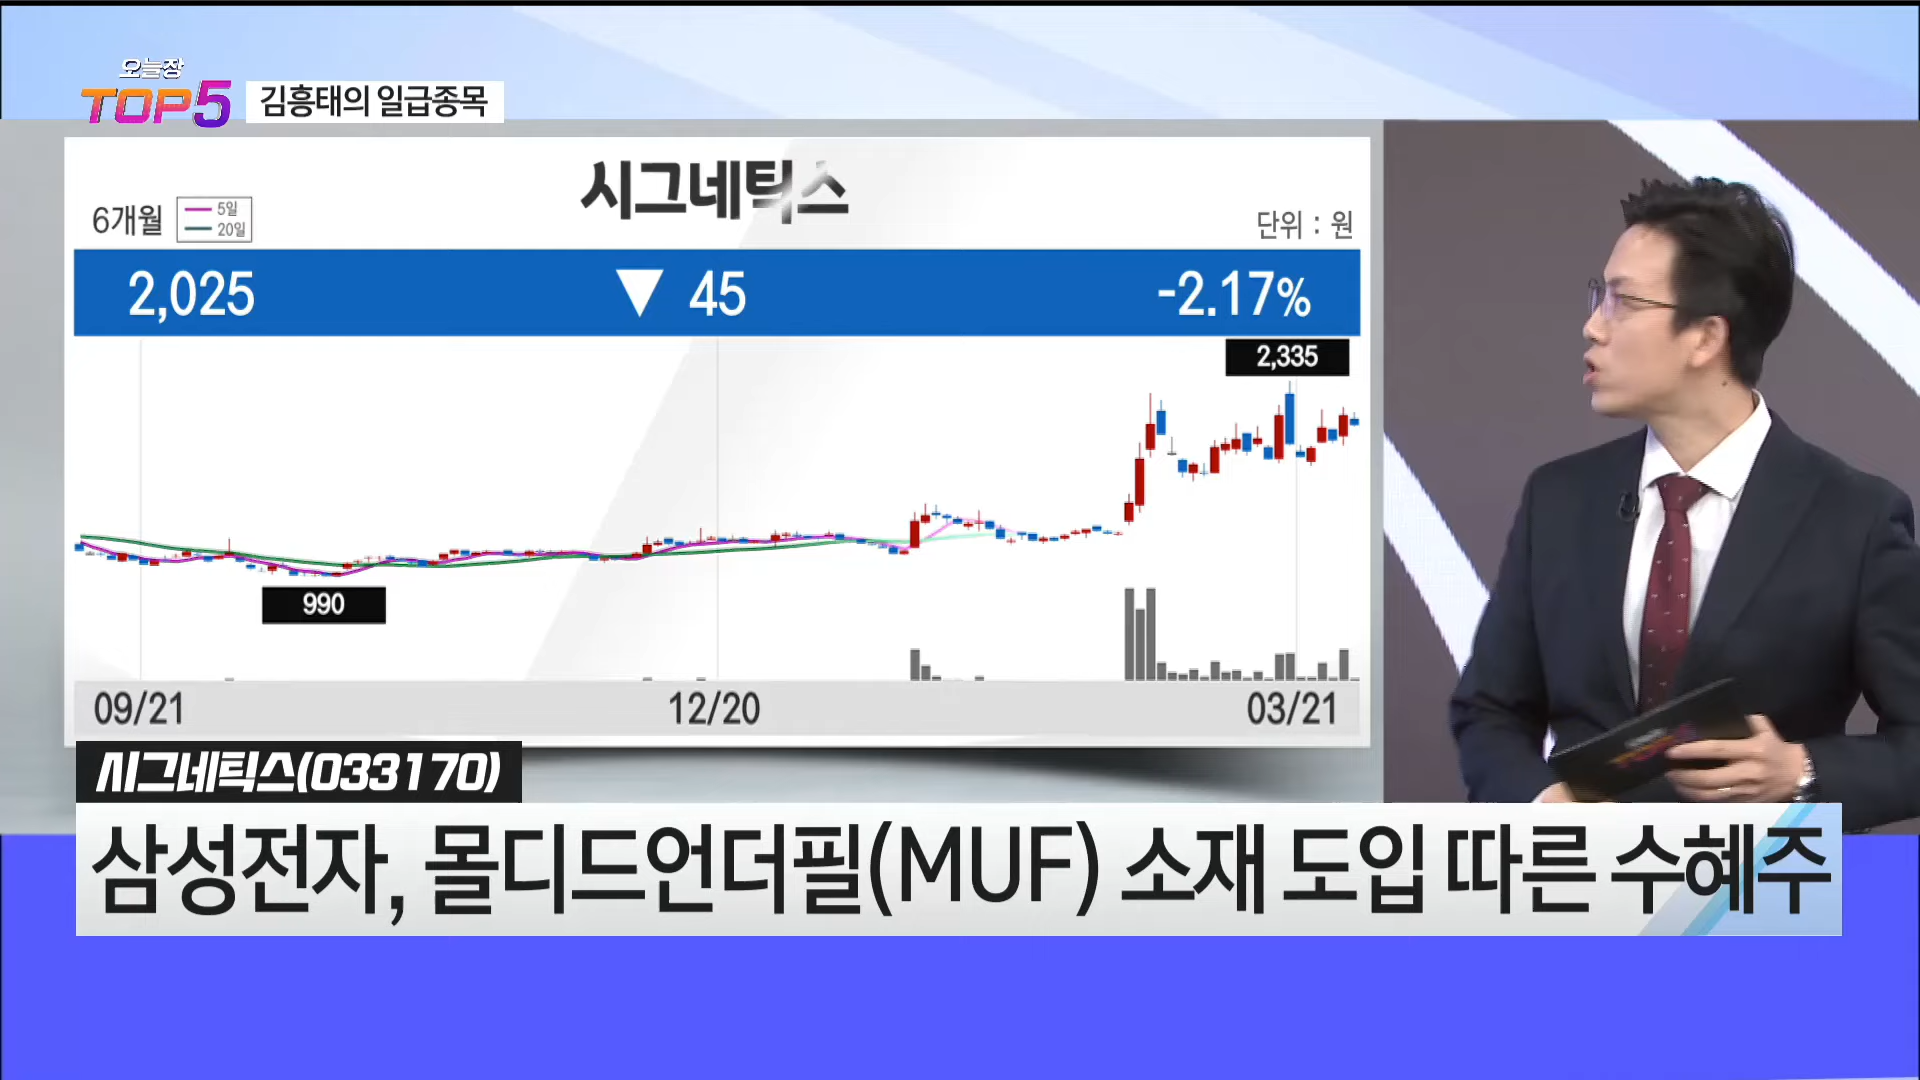 오늘장
TOP5
김흥태의 일급종목
시그네틱스
6개월
5일
20일
단위 : 원
2,025 ▼ 45 -2.17%
2,335
990
09/21 12/20 03/21
시그네틱스(033170)
삼성전자, 몰디드언더필(MUF) 소재 도입 따른 수혜주